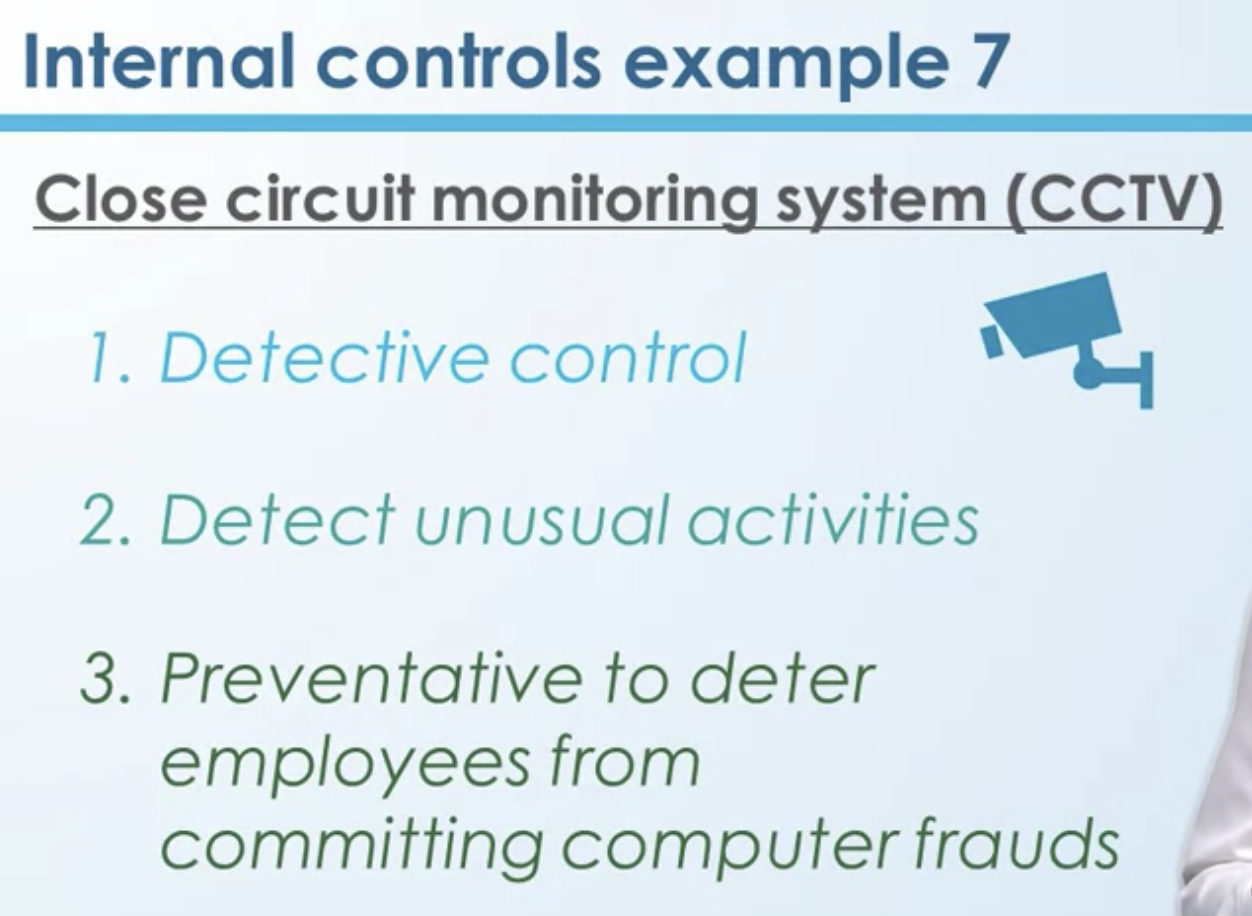 Internal controls example 7
Close circuit monitoring system (CCTV)
1. Detective control
2. Detect unusual activities
3. Preventative to deter
employees from
committing computer frauds